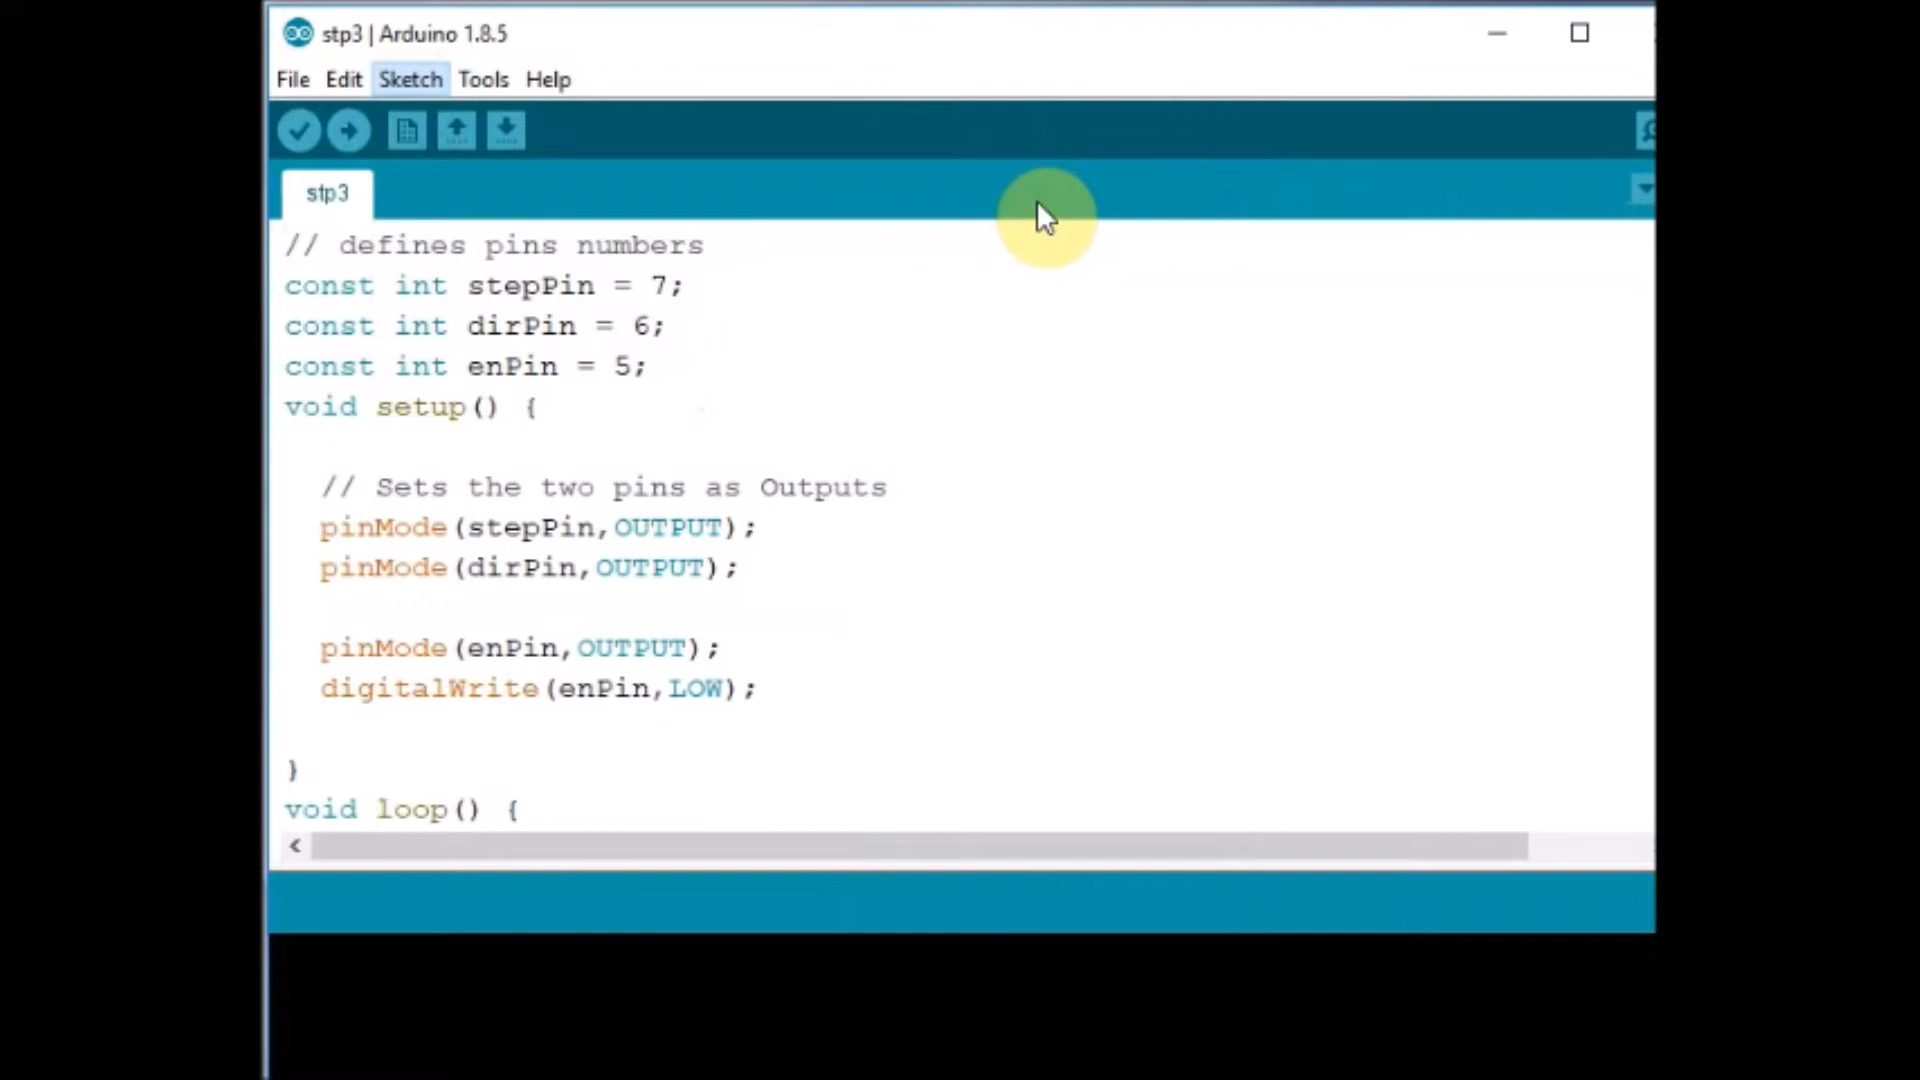 stp3 | Arduino 1.8.5
File Edit Sketch Tools Help
stp3
// defines pins numbers
const int stepPin = 7;
const int dirPin = 6;
const int enPin = 5;
void setup() {
// Sets the two pins as Outputs
pinMode(stepPin,OUTPUT);
pinMode(dirPin,OUTPUT);
pinMode(enPin,OUTPUT);
digitalWrite(enPin,LOW);
}
void loop() {